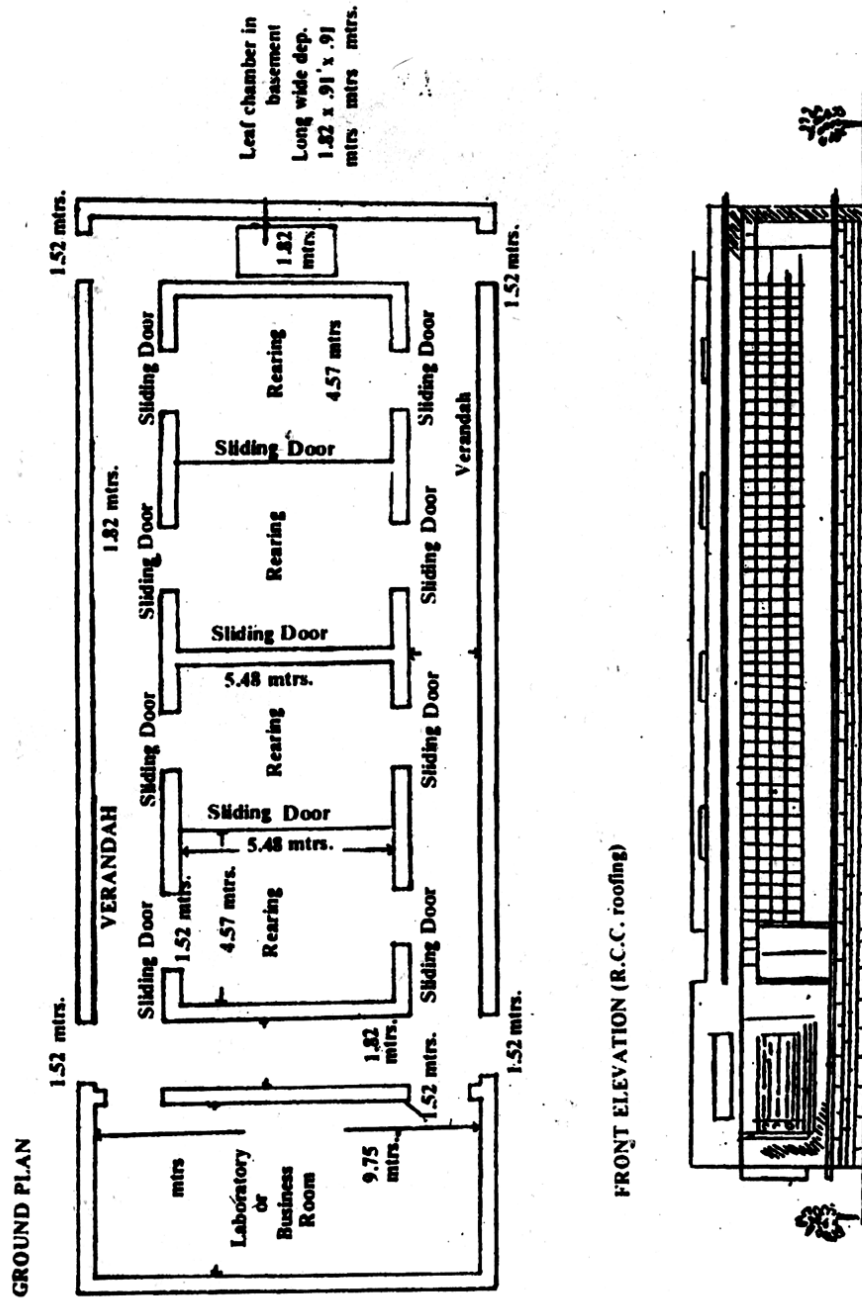 GROUND PLAN
1.52 mtrs.
1.52 mtrs.
VERANDAH
1.82 mtrs.
Leaf chamber in
basement
Long wide dep.
1.82 x .91' x .91
mtrs mtrs mtrs.
Sliding Door
Sliding Door
Sliding Door
Sliding Door
1.52 mtrs.
4.57 mtrs.
Rearing
5.48 mtrs.
Sliding Door
Rearing
5.48 mtrs.
Sliding Door
Rearing
Sliding Door
Rearing
4.57 mtrs
1.82
mtrs.
mtrs
Laboratory
or
Business
Room
9.75
mtrs.
1.82
mtrs.
1.52 mtrs.
Sliding Door
Sliding Door
Sliding Door
Sliding Door
Verandah
1.52 mtrs.
1.52 mtrs.
FRONT ELEVATION (R.C.C. roofing)